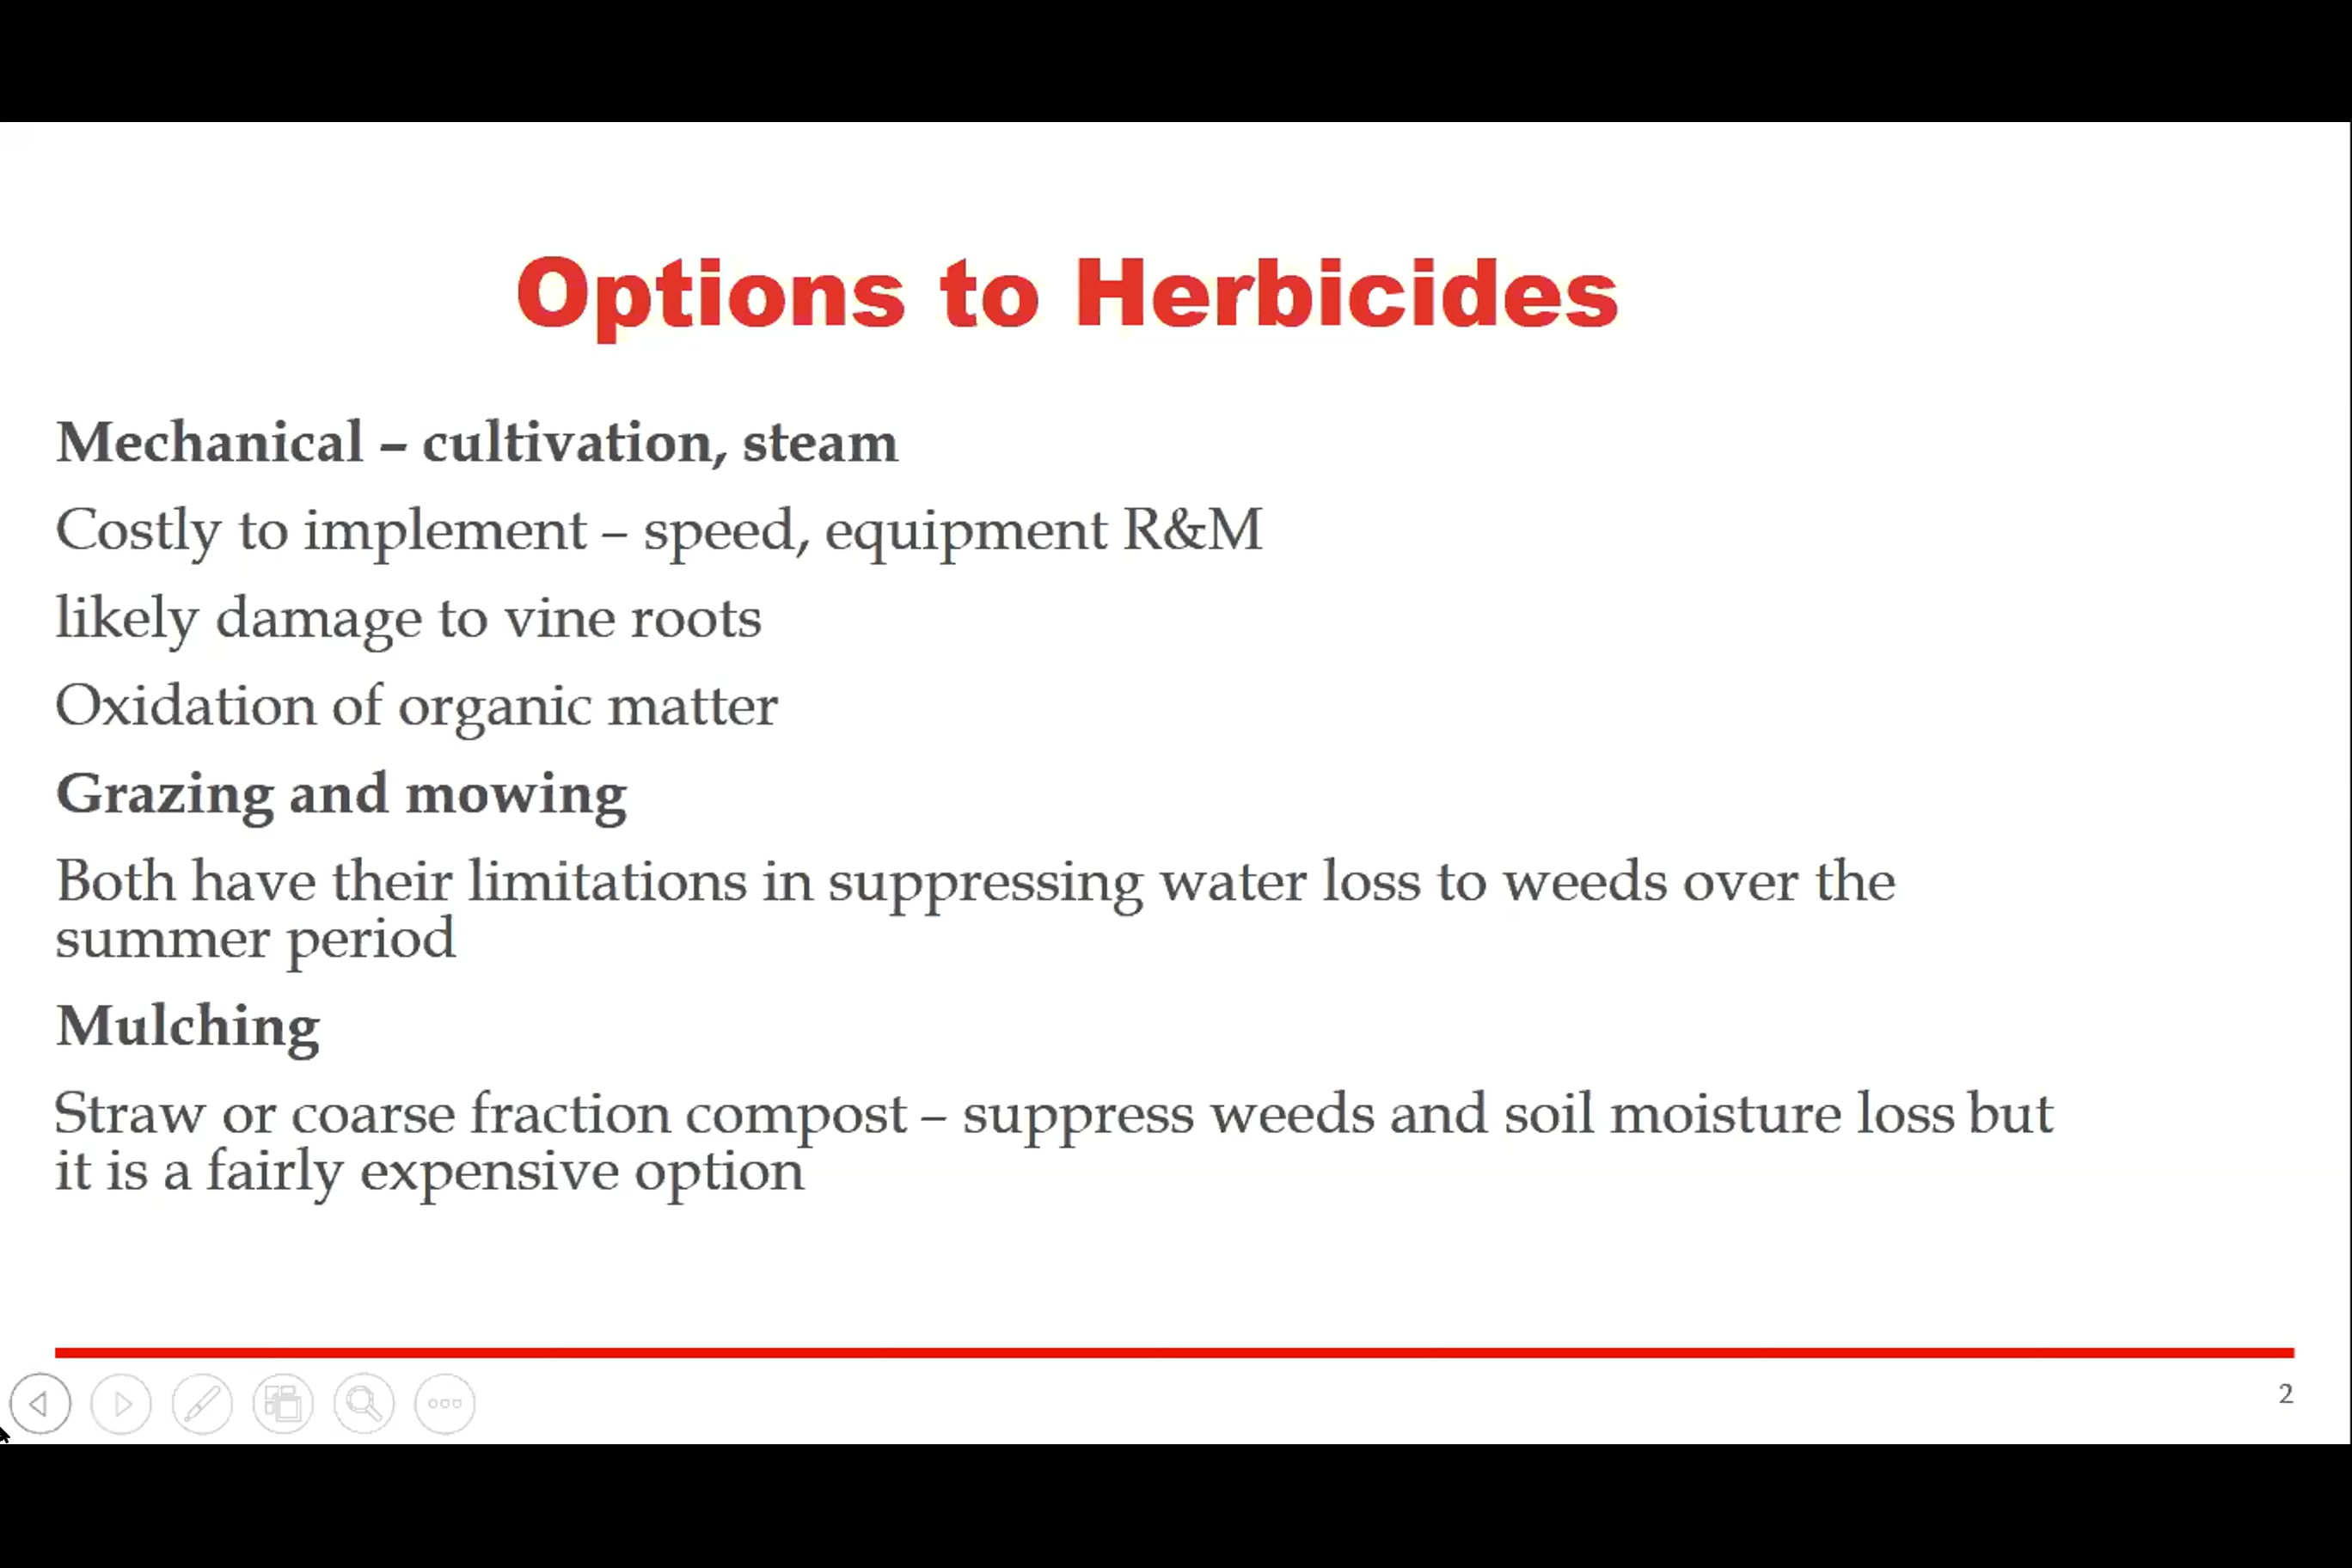 Options to Herbicides
Mechanical – cultivation, steam
Costly to implement – speed, equipment R&M
likely damage to vine roots
Oxidation of organic matter
Grazing and mowing
Both have their limitations in suppressing water loss to weeds over the
summer period
Mulching
Straw or coarse fraction compost – suppress weeds and soil moisture loss but
it is a fairly expensive option
2